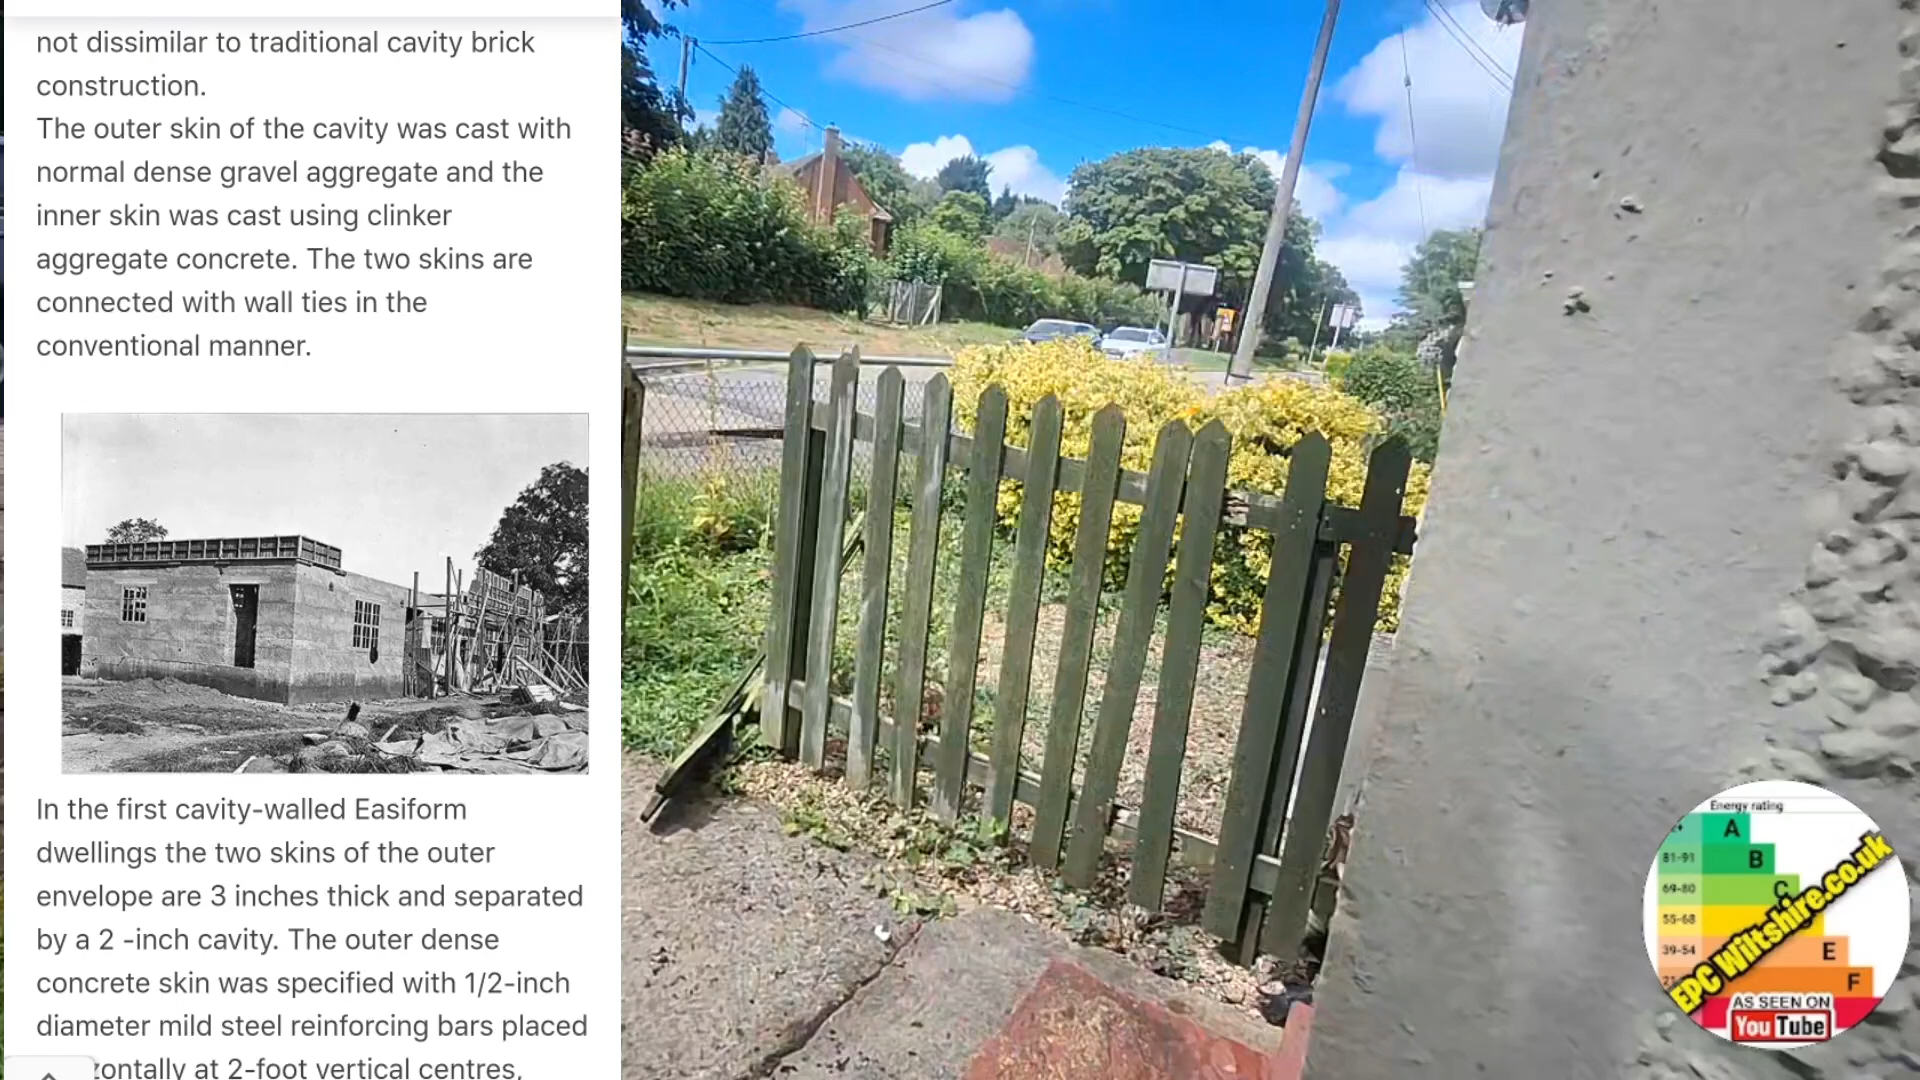 not dissimilar to traditional cavity brick
construction.
The outer skin of the cavity was cast with
normal dense gravel aggregate and the
inner skin was cast using clinker
aggregate concrete. The two skins are
connected with wall ties in the
conventional manner.
In the first cavity-walled Easiform
dwellings the two skins of the outer
envelope are 3 inches thick and separated
by a 2 -inch cavity. The outer dense
concrete skin was specified with 1/2-inch
diameter mild steel reinforcing bars placed
zontally at 2-foot vertical centres,
Energy rating
A
81-91 B
69-80 C
55-68
39-54 E
F
EPC Wiltshire.co.uk
AS SEEN ON
YouTube